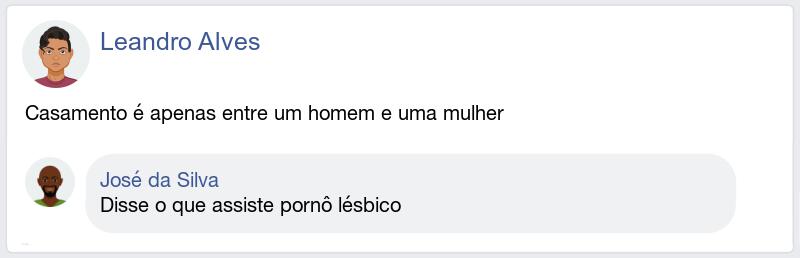 Leandro Alves
Casamento é apenas entre um homem e uma mulher
José da Silva
Disse o que assiste pornô lésbico